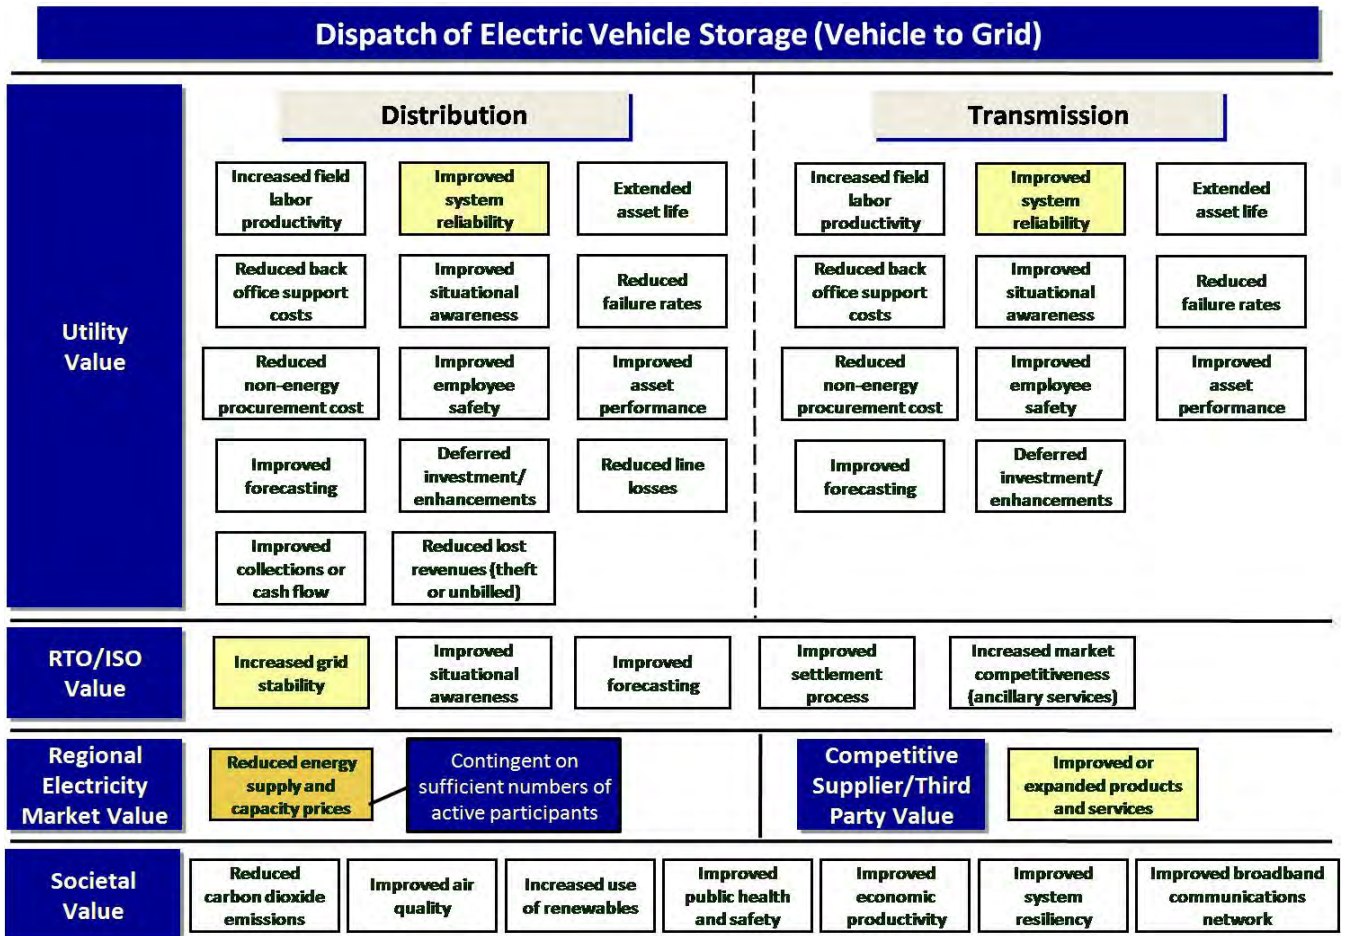 Dispatch of Electric Vehicle Storage (Vehicle to Grid)
Utility
Value
Distribution
Increased field
labor
productivity
Improved
system
reliability
Extended
asset life
Reduced back
office support
costs
Improved
situational
awareness
Reduced
failure rates
Reduced
non-energy
procurement cost
Improved
employee
safety
Improved
asset
performance
Improved
forecasting
Deferred
investment/
enhancements
Reduced line
losses
Improved
collections or
cash flow
Reduced lost
revenues (theft
or unbilled)
Transmission
Increased field
labor
productivity
Improved
system
reliability
Extended
asset life
Reduced back
office support
costs
Improved
situational
awareness
Reduced
failure rates
Reduced
non-energy
procurement cost
Improved
employee
safety
Improved
asset
performance
Improved
forecasting
Deferred
investment/
enhancements
RTO/ISO
Value
Increased grid
stability
Improved
situational
awareness
Improved
forecasting
Improved
settlement
process
Increased market
competitiveness
(ancillary services)
Regional
Electricity
Market Value
Reduced energy
supply and
capacity prices
Contingent on
sufficient numbers of
active participants
Competitive
Supplier/Third
Party Value
Improved or
expanded products
and services
Societal
Value
Reduced
carbon dioxide
emissions
Improved air
quality
Increased use
of renewables
Improved
public health
and safety
Improved
economic
productivity
Improved
system
resiliency
Improved broadband
communications
network